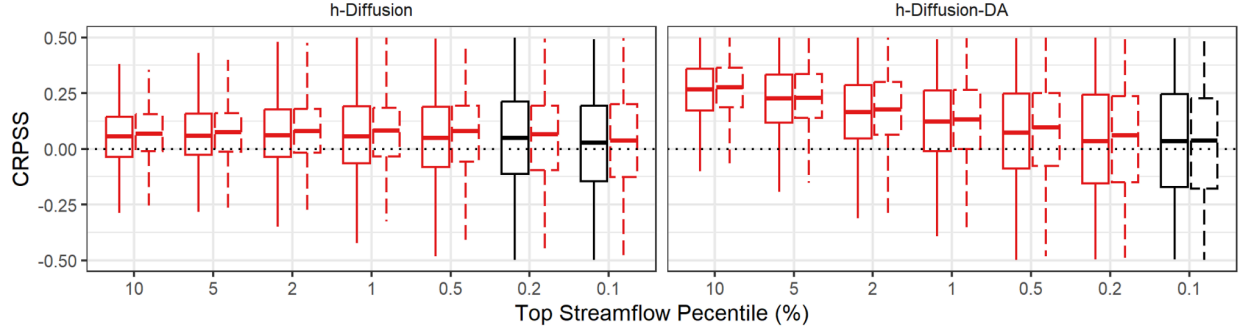 h-Diffusion
h-Diffusion-DA
CRPSS
0.50
0.25
0.00
-0.25
-0.50
10 5 2 1 0.5 0.2 0.1
10 5 2 1 0.5 0.2 0.1
Top Streamflow Pecentile (%)